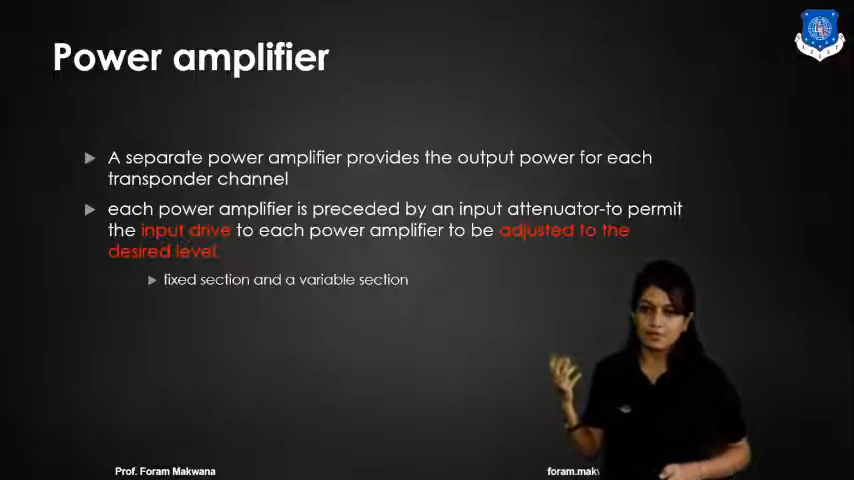 Power amplifier
A separate power amplifier provides the output power for each
transponder channel
each power amplifier is preceded by an input attenuator-to permit
the input drive to each power amplifier to be adjusted to the
desired level.
fixed section and a variable section
Prof. Foram Makwana
foram.mak